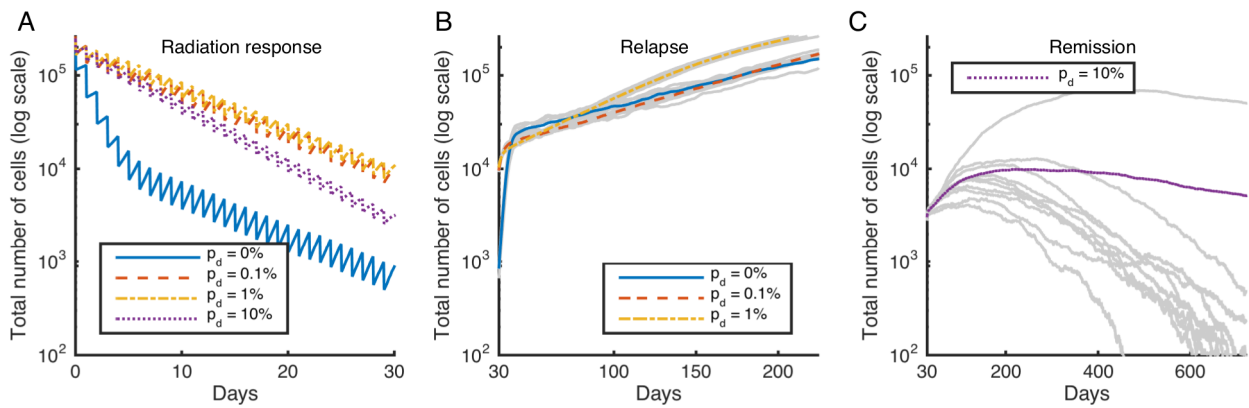 A
Radiation response
Total number of cells (log scale)
10^5
10^4
10^3
10^2
p_d = 0%
p_d = 0.1%
p_d = 1%
p_d = 10%
0
10
20
30
Days
B
Relapse
Total number of cells (log scale)
10^5
10^4
10^3
10^2
p_d = 0%
p_d = 0.1%
p_d = 1%
30
100
150
200
Days
C
Remission
Total number of cells (log scale)
p_d = 10%
10^5
10^4
10^3
10^2
30
200
400
600
Days